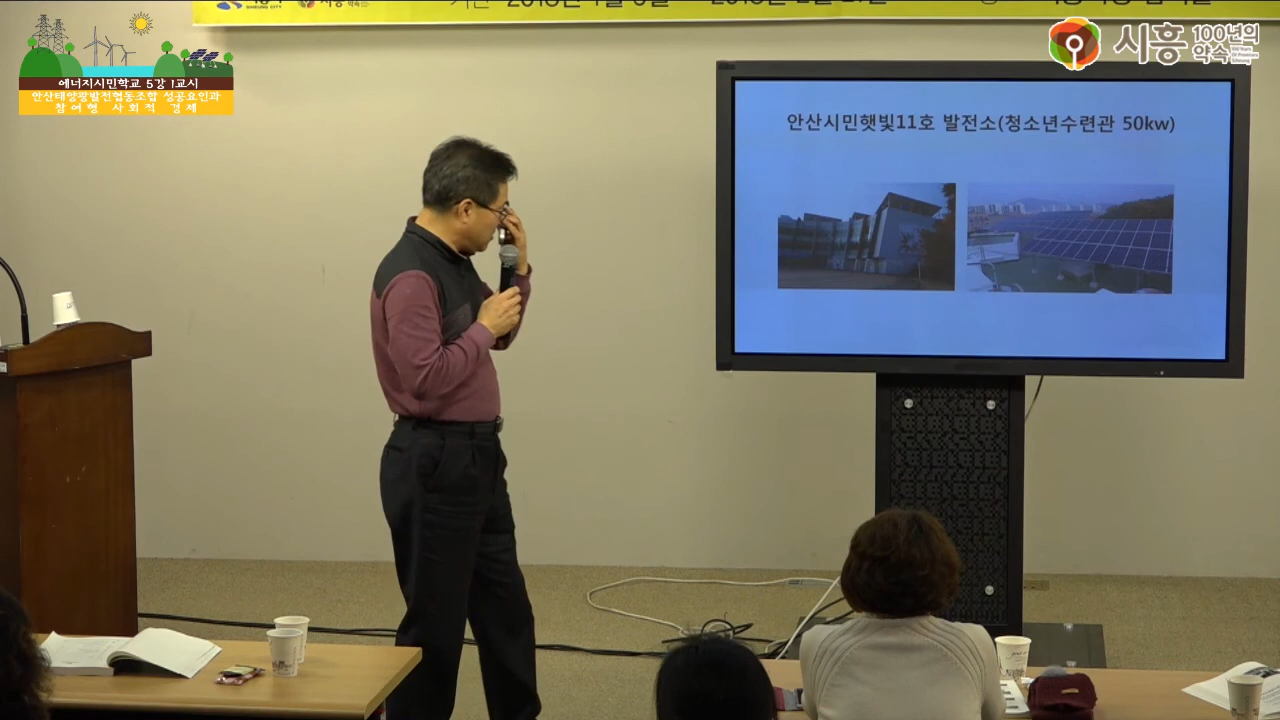 SIHEUNG CITY
시흥 100년의 약속
에너지시민학교 5강 1교시
안산태양광발전협동조합 성공요인과
참여형 사회적 경제
안산시민햇빛11호 발전소(청소년수련관 50kw)